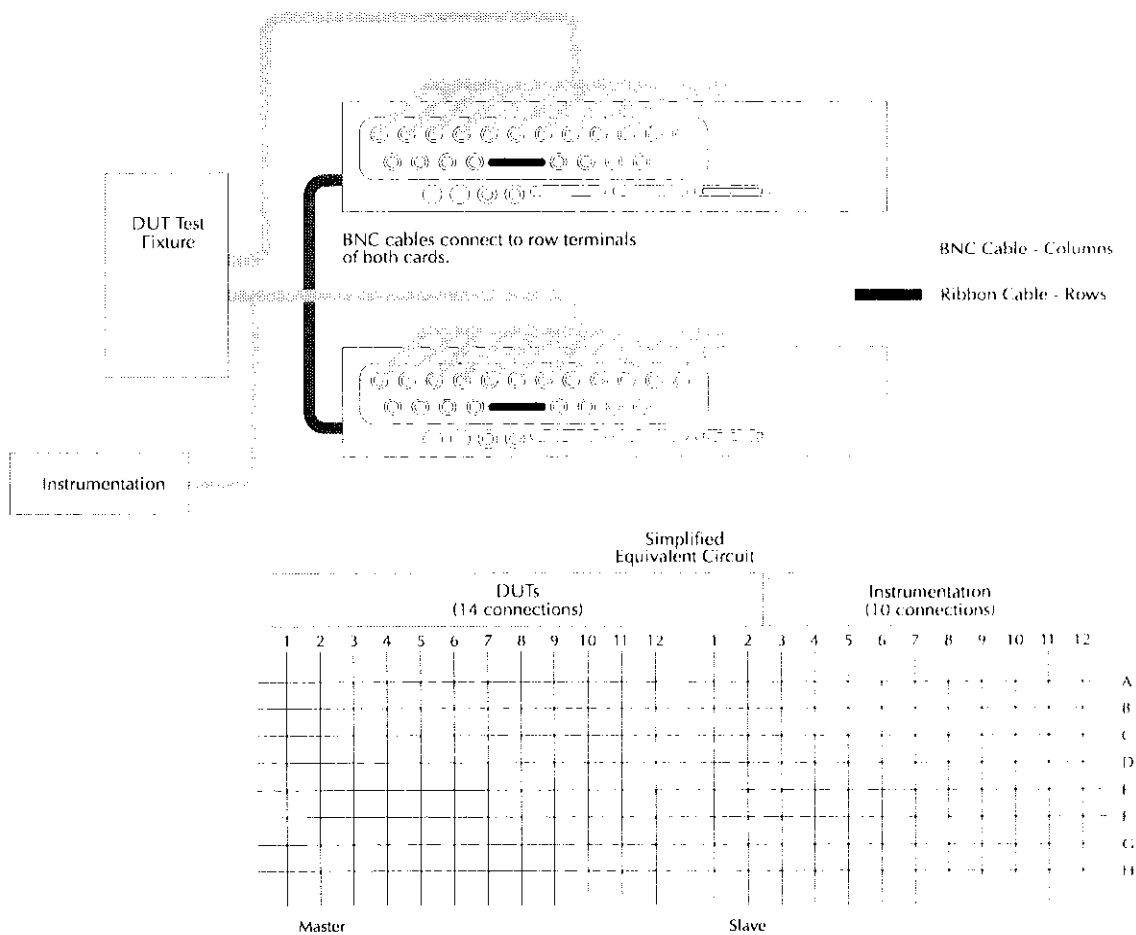 DUT Test
Fixture
BNC cables connect to row terminals
of both cards.
BNC Cable - Columns
Ribbon Cable - Rows
Instrumentation
Simplified
Equivalent Circuit
DUTs
(14 connections)
Instrumentation
(10 connections)
1 2 3 4 5 6 7 8 9 10 11 12 1 2 3 4 5 6 7 8 9 10 11 12
A
B
C
D
E
F
G
H
Master
Slave